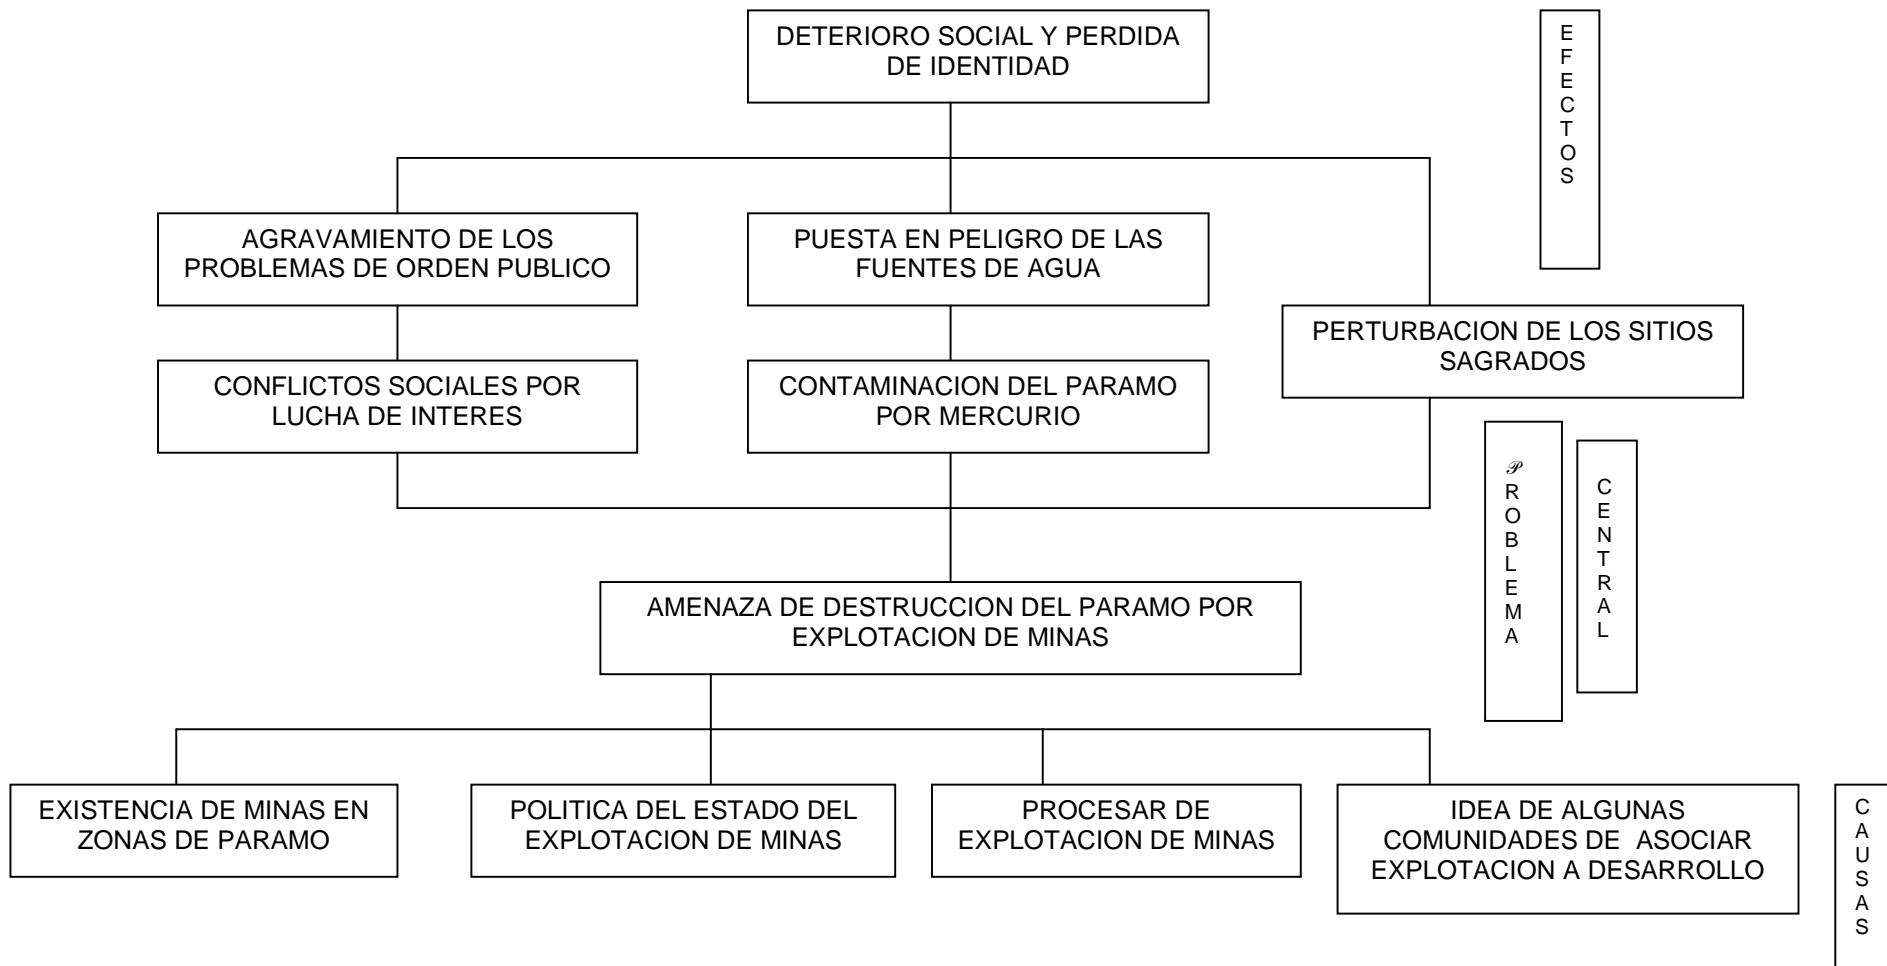 DETERIORO SOCIAL Y PERDIDA
DE IDENTIDAD
EFECTOS
AGRAVAMIENTO DE LOS
PROBLEMAS DE ORDEN PUBLICO
PUESTA EN PELIGRO DE LAS
FUENTES DE AGUA
PERTURBACION DE LOS SITIOS
SAGRADOS
CONFLICTOS SOCIALES POR
LUCHA DE INTERES
CONTAMINACION DEL PARAMO
POR MERCURIO
PROBLEMA
CENTRAL
AMENAZA DE DESTRUCCION DEL PARAMO POR
EXPLOTACION DE MINAS
EXISTENCIA DE MINAS EN
ZONAS DE PARAMO
POLITICA DEL ESTADO DEL
EXPLOTACION DE MINAS
PROCESAR DE
EXPLOTACION DE MINAS
IDEA DE ALGUNAS
COMUNIDADES DE ASOCIAR
EXPLOTACION A DESARROLLO
CAUSAS